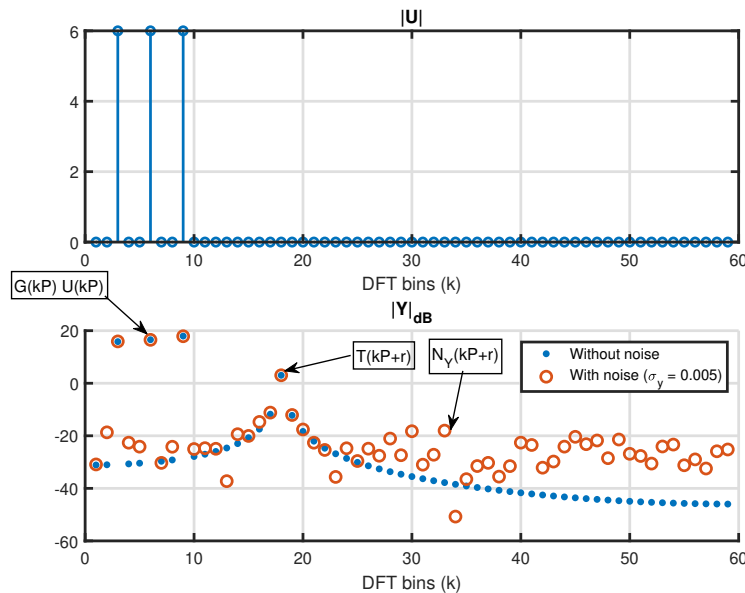 |U|
6
4
2
0
0 10 20 30 40 50 60
DFT bins (k)
G(kP) U(kP)
|Y|dB
20
0
-20
-40
-60
T(kP+r)
N_Y(kP+r)
Without noise
With noise (σ_y = 0.005)
0 10 20 30 40 50 60
DFT bins (k)